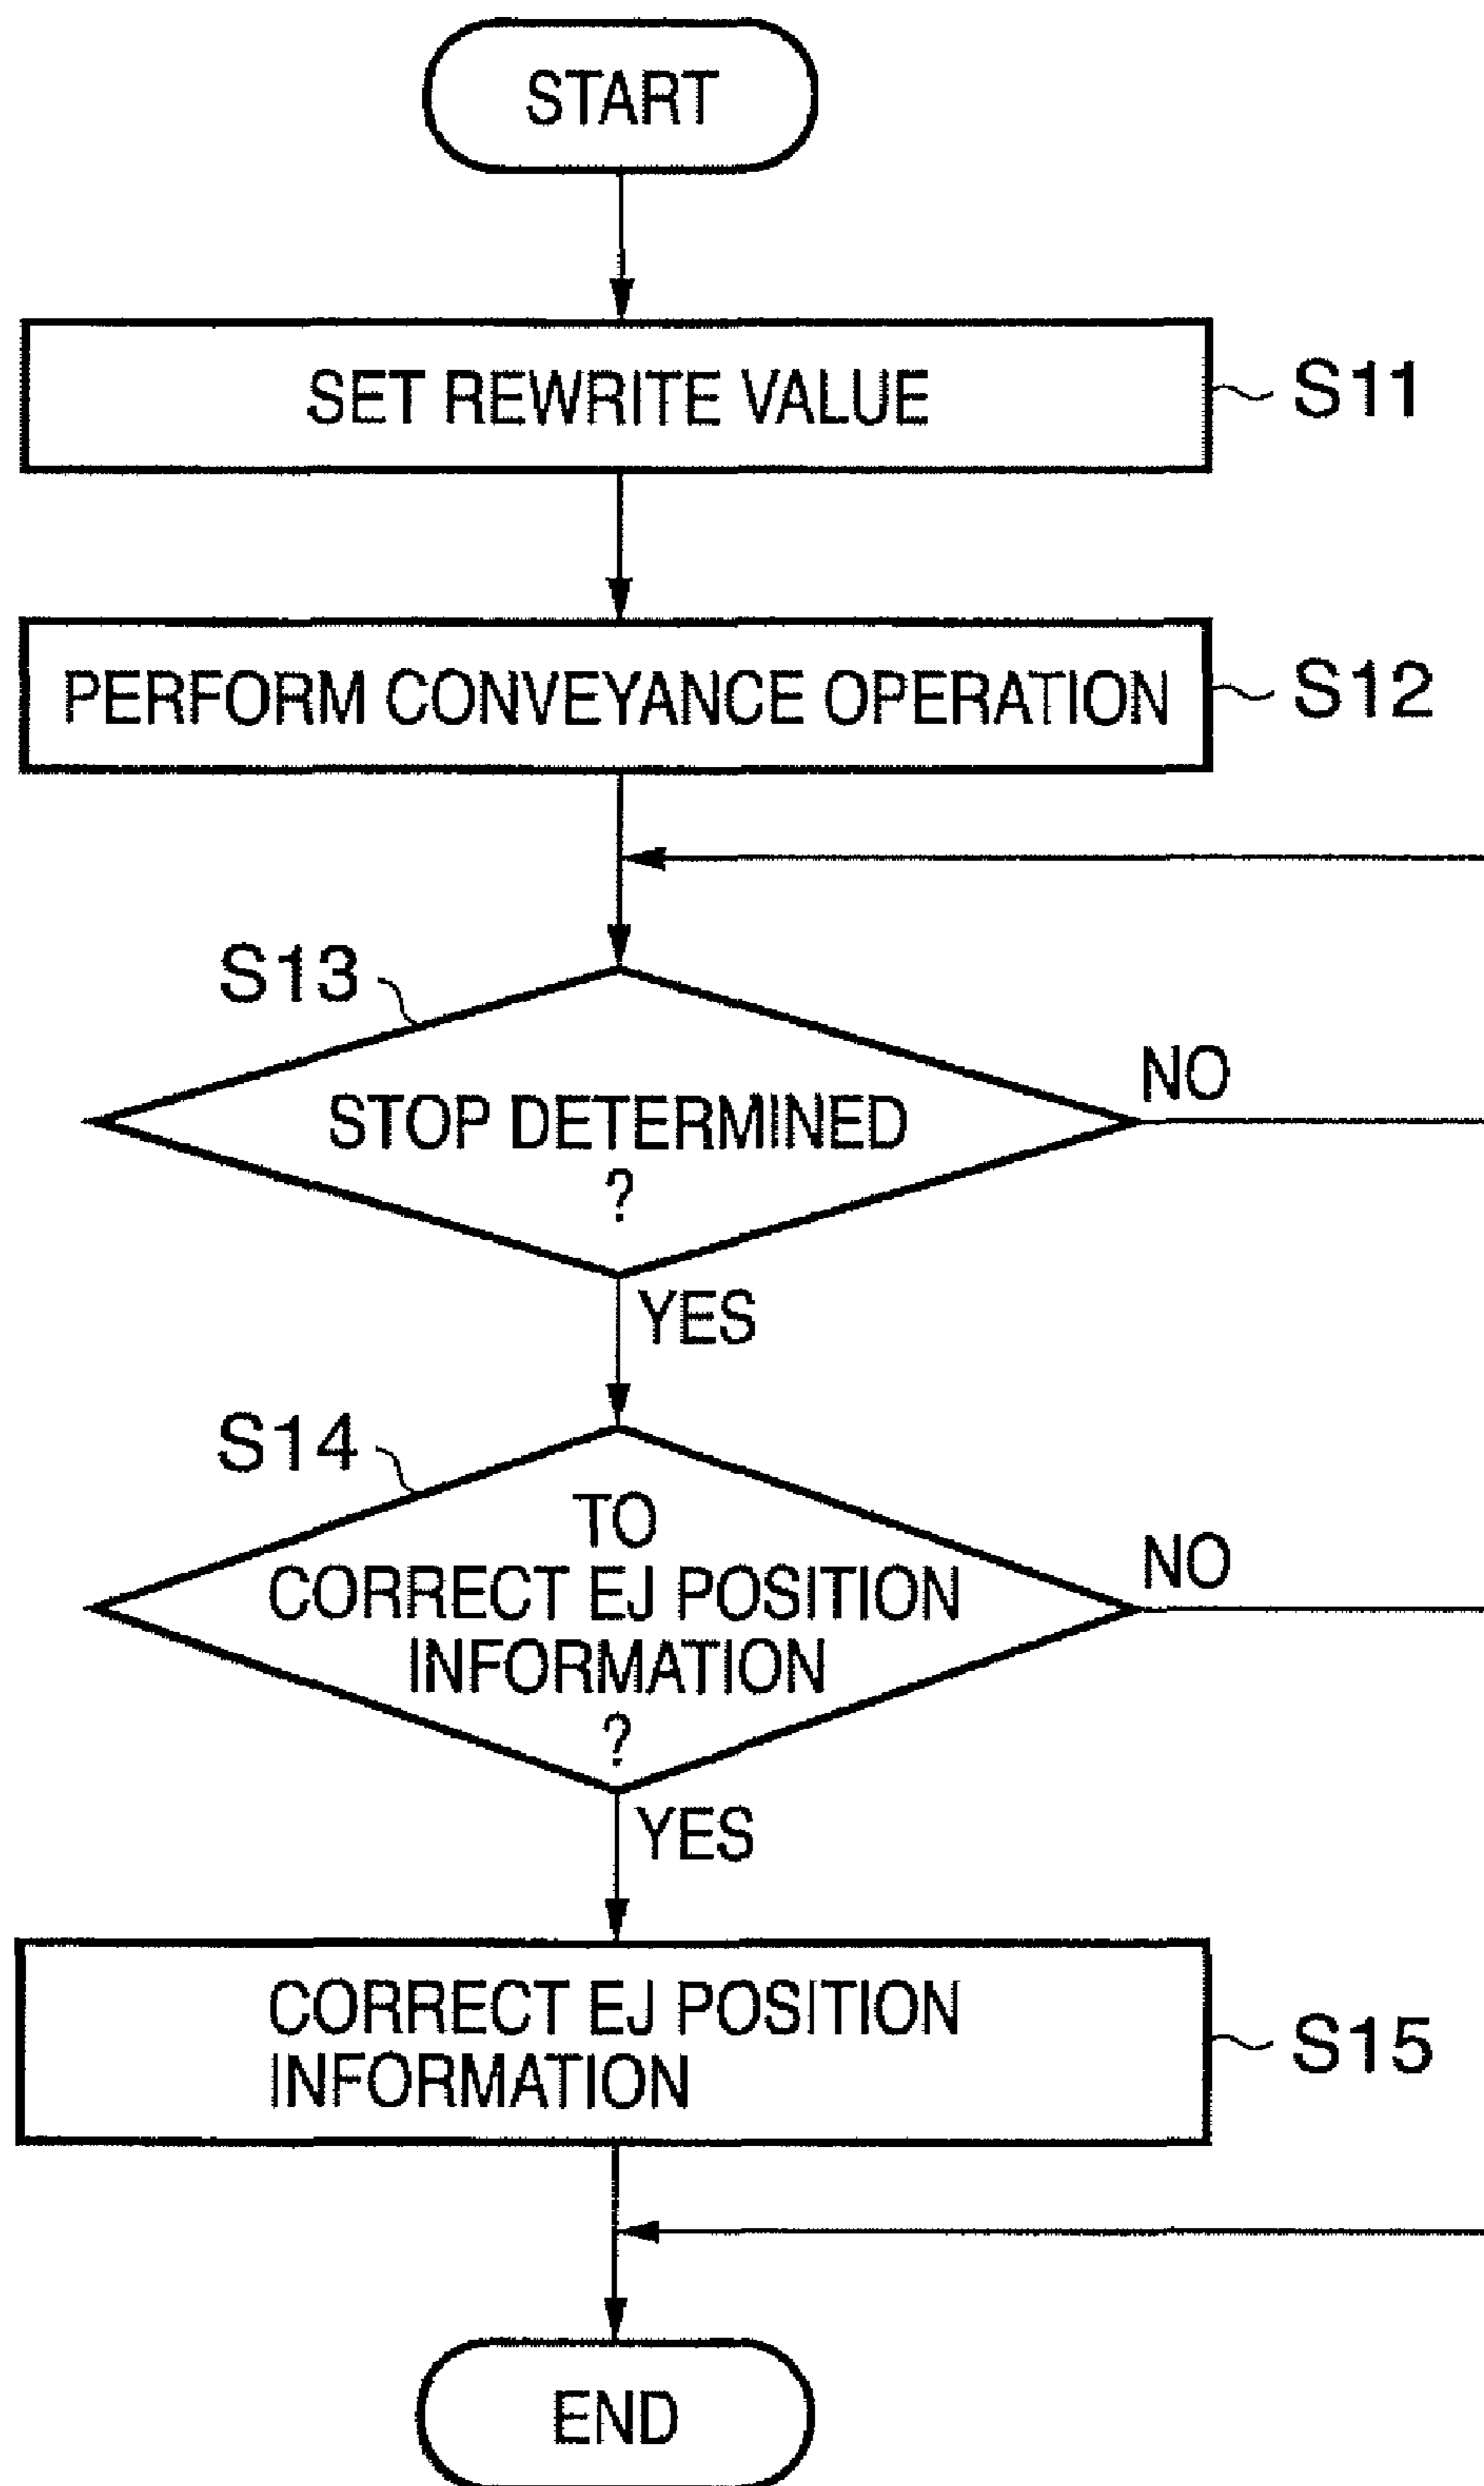 START
SET REWRITE VALUE
S11
PERFORM CONVEYANCE OPERATION
S12
S13
STOP DETERMINED
?
NO
YES
S14
TO
CORRECT EJ POSITION
INFORMATION
?
NO
YES
CORRECT EJ POSITION
INFORMATION
S15
END